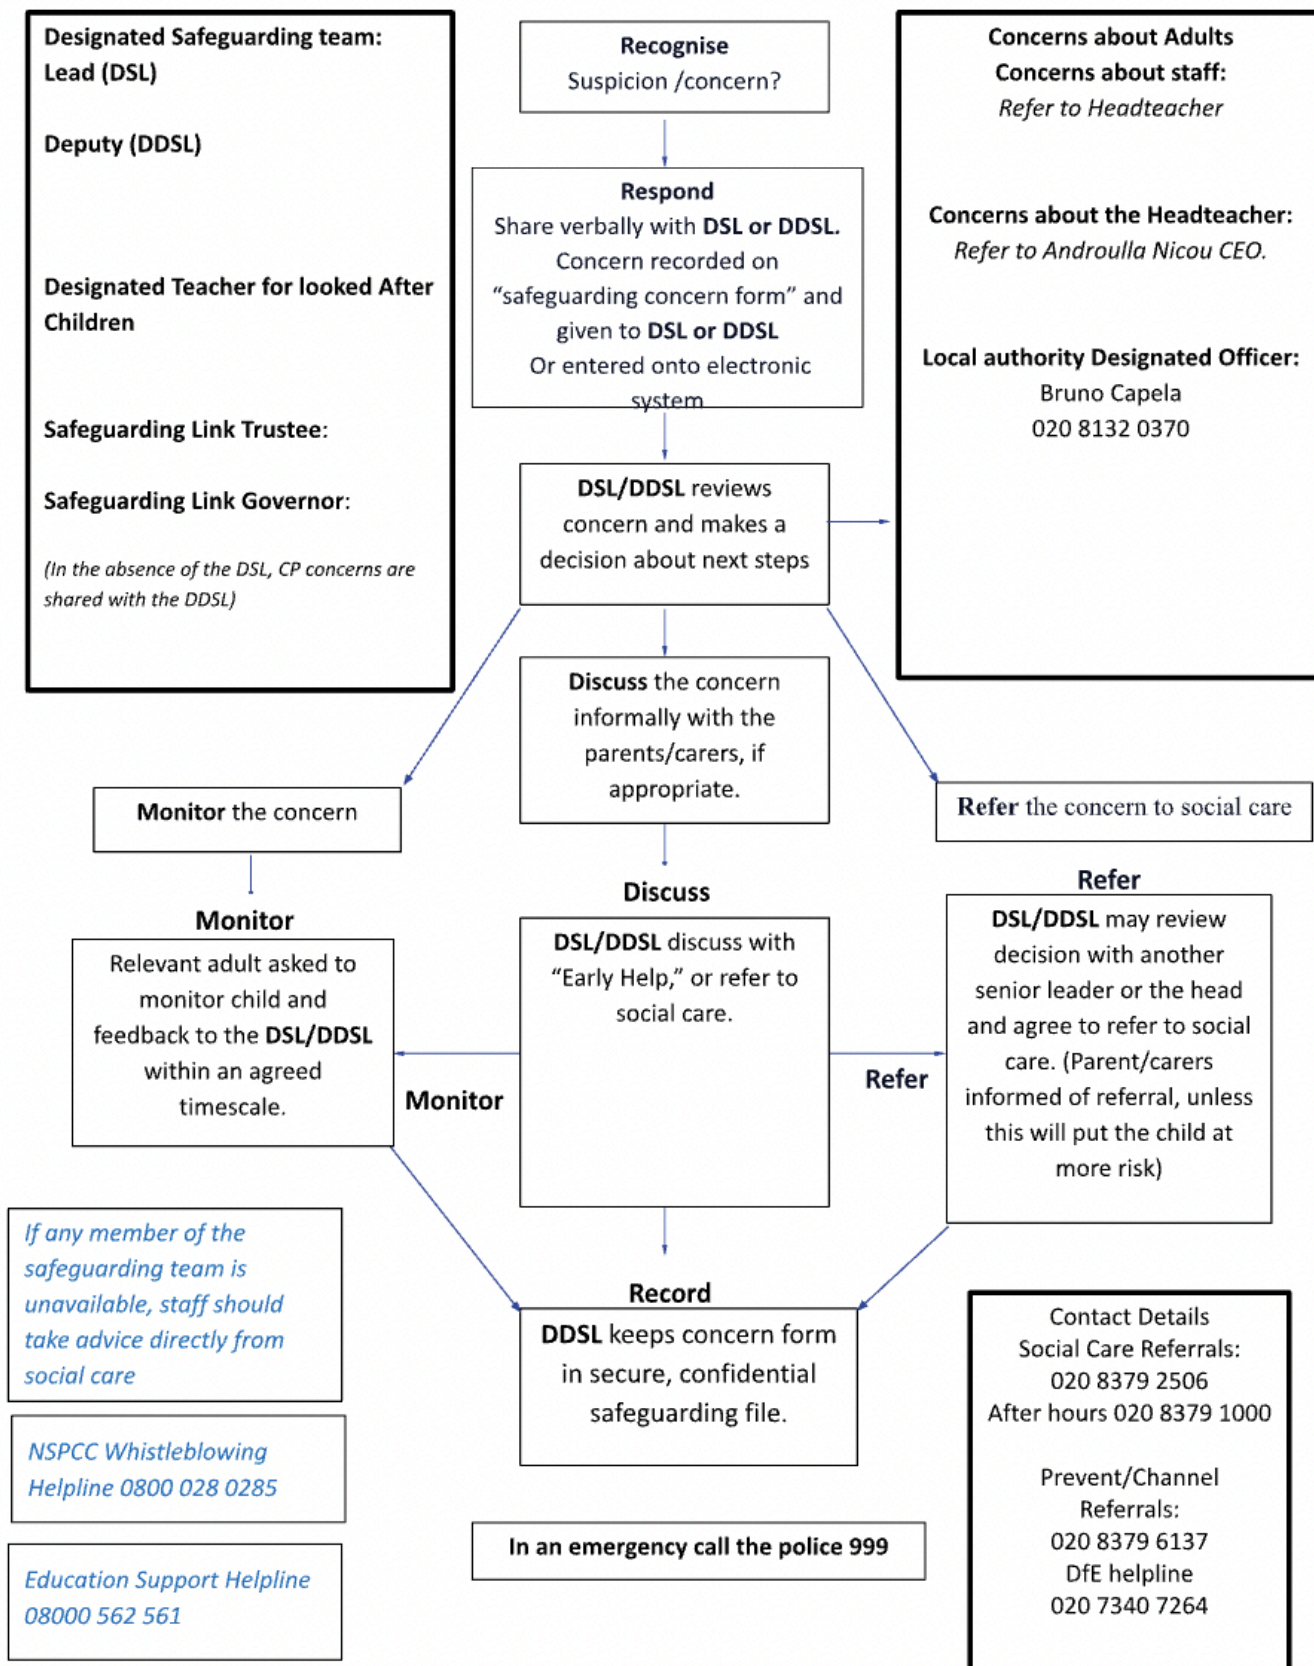 Designated Safeguarding team:
Lead (DSL)
Deputy (DDSL)
Designated Teacher for looked After
Children
Safeguarding Link Trustee:
Safeguarding Link Governor:
(In the absence of the DSL, CP concerns are
shared with the DDSL)
Recognise
Suspicion /concern?
Respond
Share verbally with DSL or DDSL.
Concern recorded on
“safeguarding concern form” and
given to DSL or DDSL
Or entered onto electronic
system
Concerns about Adults
Concerns about staff:
Refer to Headteacher
Concerns about the Headteacher:
Refer to Androulla Nicou CEO.
Local authority Designated Officer:
Bruno Capela
020 8132 0370
DSL/DDSL reviews
concern and makes a
decision about next steps
Discuss the concern
informally with the
parents/carers, if
appropriate.
Monitor the concern
Refer the concern to social care
Monitor
Relevant adult asked to
monitor child and
feedback to the DSL/DDSL
within an agreed
timescale.
Monitor
Discuss
DSL/DDSL discuss with
“Early Help,” or refer to
social care.
Refer
Refer
DSL/DDSL may review
decision with another
senior leader or the head
and agree to refer to social
care. (Parent/carers
informed of referral, unless
this will put the child at
more risk)
If any member of the
safeguarding team is
unavailable, staff should
take advice directly from
social care
NSPCC Whistleblowing
Helpline 0800 028 0285
Education Support Helpline
08000 562 561
Record
DDSL keeps concern form
in secure, confidential
safeguarding file.
In an emergency call the police 999
Contact Details
Social Care Referrals:
020 8379 2506
After hours 020 8379 1000
Prevent/Channel
Referrals:
020 8379 6137
DfE helpline
020 7340 7264